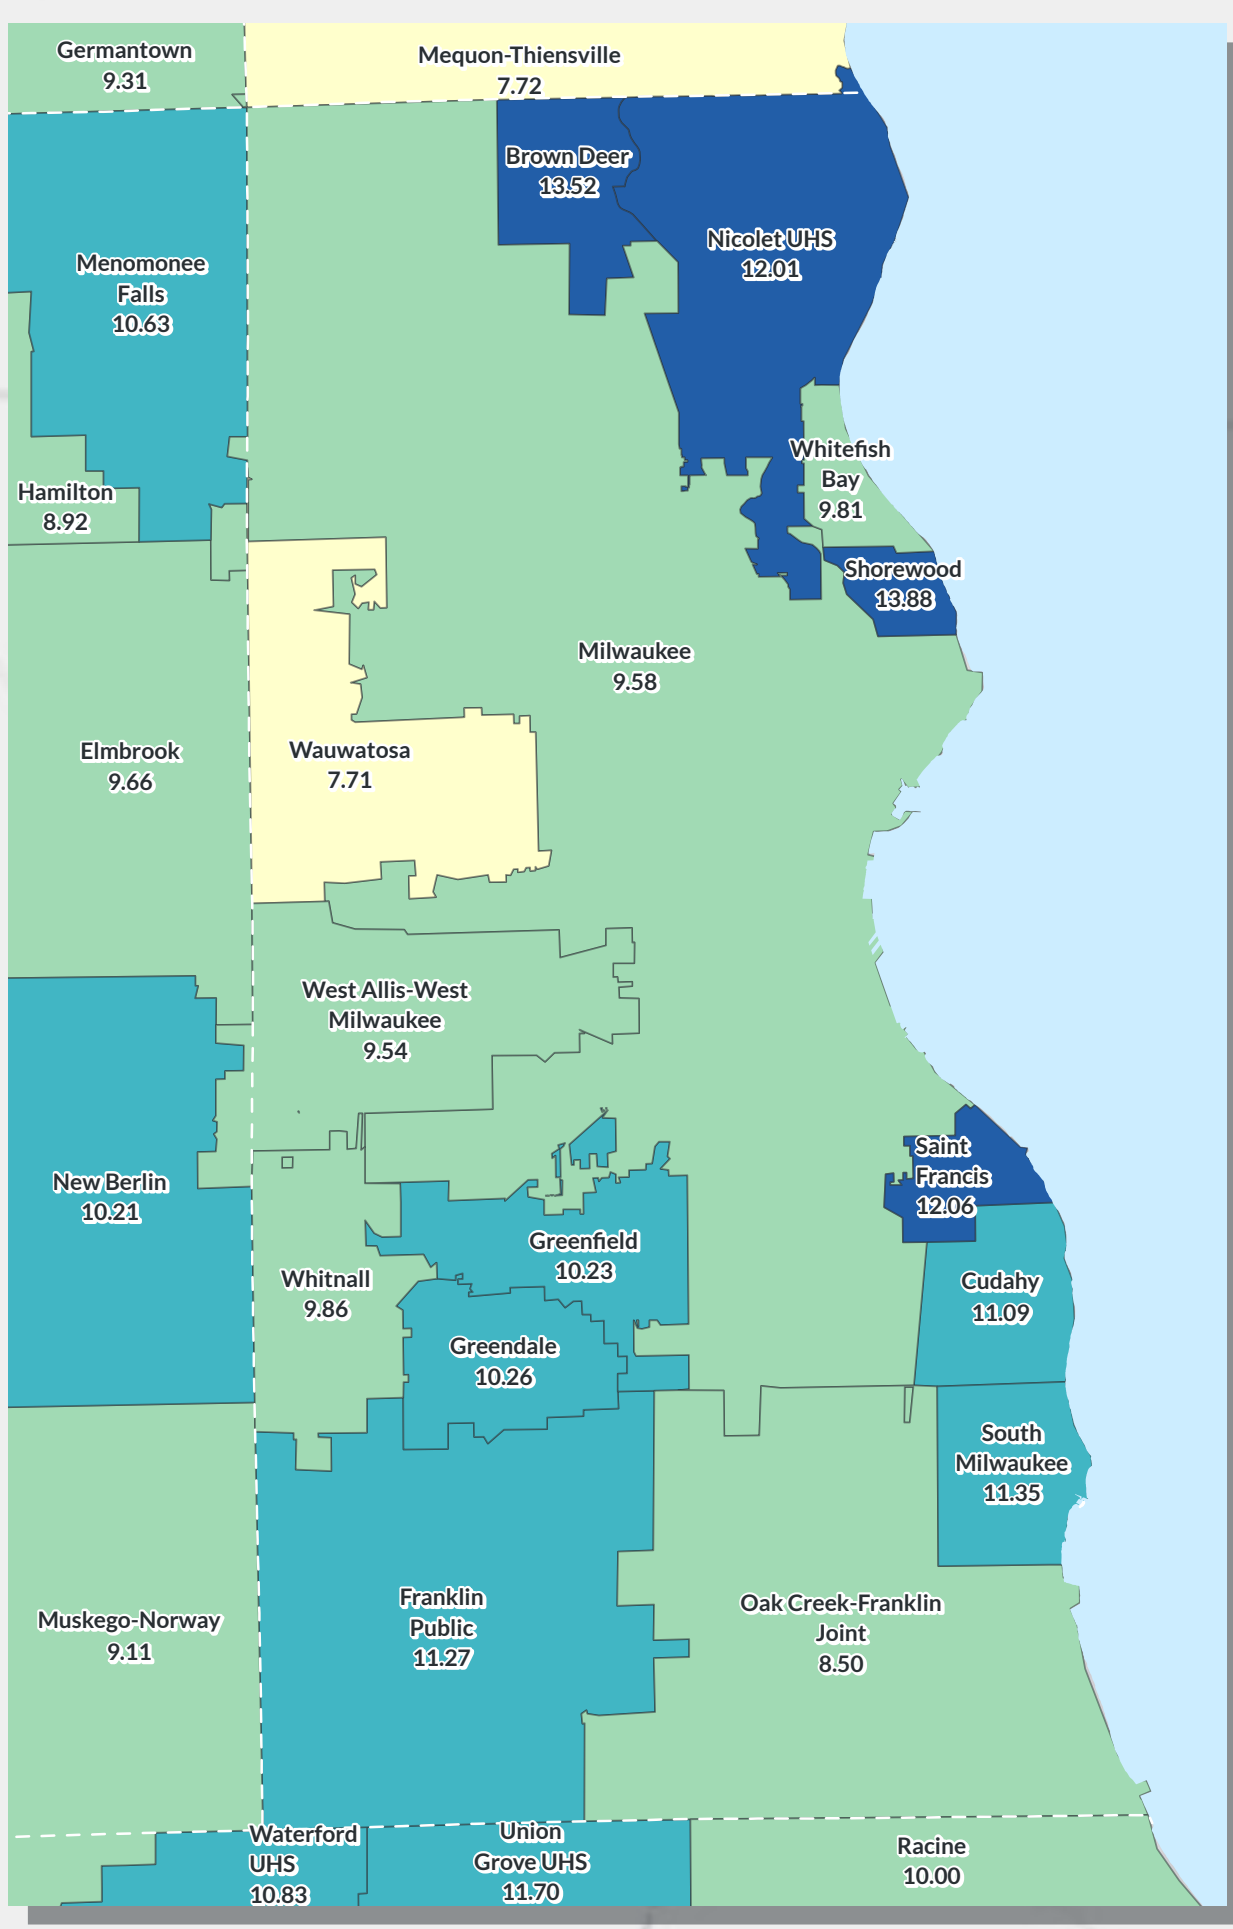 Germantown
9.31
Mequon-Thiensville
7.72
Brown Deer
13.52
Nicolet UHS
12.01
Menomonee
Falls
10.63
Whitefish
Bay
9.81
Hamilton
8.92
Shorewood
13.88
Milwaukee
9.58
Elmbrook
9.66
Wauwatosa
7.71
West Allis-West
Milwaukee
9.54
Saint
Francis
12.06
New Berlin
10.21
Greenfield
10.23
Whitnall
9.86
Cudahy
11.09
Greendale
10.26
South
Milwaukee
11.35
Franklin
Public
11.27
Oak Creek-Franklin
Joint
8.50
Muskego-Norway
9.11
Waterford
UHS
10.83
Union
Grove UHS
11.70
Racine
10.00